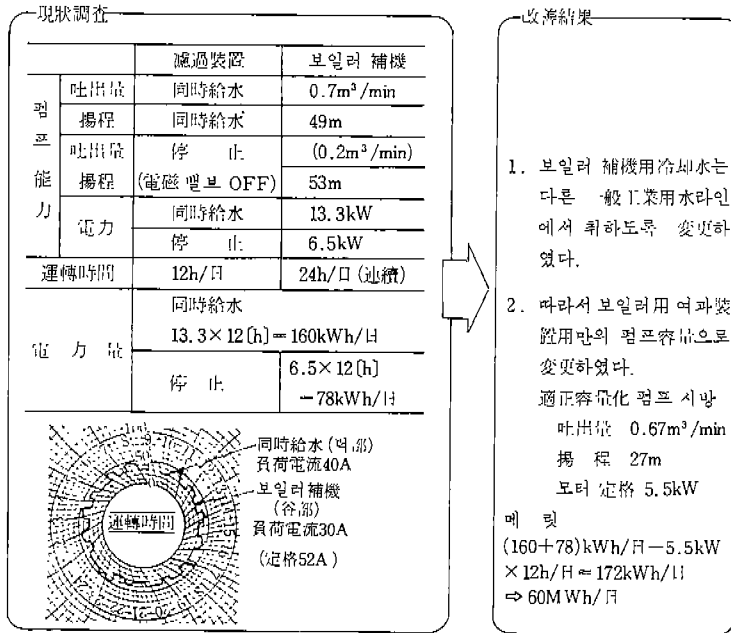 現狀調査
濾過裝置 보일러 補機
펌프能力
吐出量 同時給水 0.7m³/min
揚程 同時給水 49m
吐出量 停 止 (0.2m³/min)
揚程 (電磁 밸브 OFF) 53m
電力 同時給水 13.3kW
停 止 6.5kW
運轉時間 12h/日 24h/日 (連續)
電 力 量
同時給水
13.3×12〔h〕= 160kWh/日
停 止
6.5×12〔h〕
=78kWh/日
同時給水 (山部)
負荷電流40A
보일러補機
(谷部)
負荷電流30A
(定格52A)
運轉時間
改善結果
1. 보일러 補機用冷却水는
다른 一般工業用水라인
에서 취하도록 變更하
였다.
2. 따라서 보일러用 여과裝
置用만의 펌프容量으로
変更하였다.
適正容量化 펌프 시방
吐出量 0.67m³/min
揚 程 27m
모터 定格 5.5kW
메 릿
(160+78)kWh/日−5.5kW
×12h/日≒172kWh/日
⇨ 60MWh/月